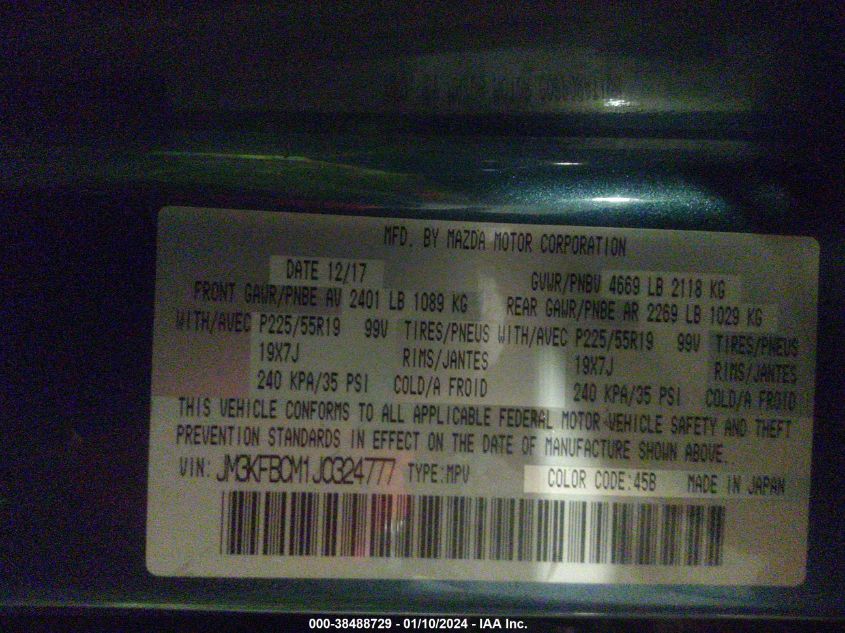 MFD. BY MAZDA MOTOR CORPORATION
DATE 12/17 GVWR/PNBV 4669 LB 2118 KG
FRONT GAWR/PNBE AV 2401 LB 1089 KG REAR GAWR/PNBE AR 2269 LB 1029 KG
WITH/AVEC P225/55R19 99V TIRES/PNEUS WITH/AVEC P225/55R19 99V TIRES/PNEUS
19X7J RIMS/JANTES 19X7J RIMS/JANTES
240 KPA/35 PSI COLD/A FROID 240 KPA/35 PSI COLD/A FROID
THIS VEHICLE CONFORMS TO ALL APPLICABLE FEDERAL MOTOR VEHICLE SAFETY AND THEFT
PREVENTION STANDARDS IN EFFECT ON THE DATE OF MANUFACTURE SHOWN ABOVE.
VIN: JM3KFBCM1J0324777 TYPE:MPV COLOR CODE:45B MADE IN JAPAN
000-38488729 - 01/10/2024 - IAA Inc.